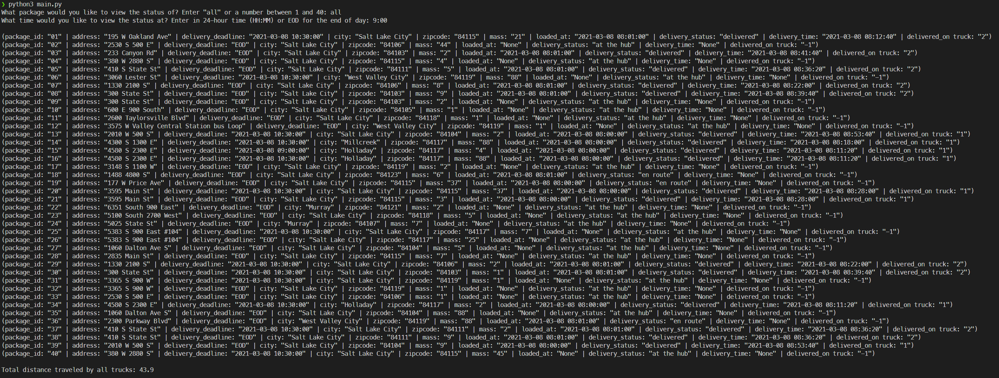 ❯ python3 main.py
What package would you like to view the status of? Enter "all" or a number between 1 and 40: all
What time would you like to view the status at? Enter in 24-hour time (HH:MM) or EOD for the end of day: 9:00
(package_id: "01" | address: "195 W Oakland Ave" | delivery_deadline: "2021-03-08 10:30:00" | city: "Salt Lake City" | zipcode: "84115" | mass: "21" | loaded_at: "2021-03-08 08:01:00" | delivery_status: "delivered" | delivery_time: "2021-03-08 08:12:40" | delivered_on truck: "2")
(package_id: "02" | address: "2530 S 500 E" | delivery_deadline: "EOD" | city: "Salt Lake City" | zipcode: "84106" | mass: "44" | loaded_at: "None" | delivery_status: "at the hub" | delivery_time: "None" | delivered_on truck: "-1")
(package_id: "03" | address: "233 Canyon Rd" | delivery_deadline: "EOD" | city: "Salt Lake City" | zipcode: "84103" | mass: "2" | loaded_at: "2021-03-08 08:01:00" | delivery_status: "delivered" | delivery_time: "2021-03-08 08:41:40" | delivered_on truck: "2")
(package_id: "04" | address: "380 W 2880 S" | delivery_deadline: "EOD" | city: "Salt Lake City" | zipcode: "84115" | mass: "4" | loaded_at: "None" | delivery_status: "at the hub" | delivery_time: "None" | delivered_on truck: "-1")
(package_id: "05" | address: "410 S State St" | delivery_deadline: "EOD" | city: "Salt Lake City" | zipcode: "84111" | mass: "5" | loaded_at: "2021-03-08 08:01:00" | delivery_status: "delivered" | delivery_time: "2021-03-08 08:36:20" | delivered_on truck: "2")
(package_id: "06" | address: "3060 Lester St" | delivery_deadline: "2021-03-08 10:30:00" | city: "West Valley City" | zipcode: "84119" | mass: "88" | loaded_at: "None" | delivery_status: "at the hub" | delivery_time: "None" | delivered_on truck: "-1")
(package_id: "07" | address: "1330 2100 S" | delivery_deadline: "EOD" | city: "Salt Lake City" | zipcode: "84106" | mass: "8" | loaded_at: "2021-03-08 08:01:00" | delivery_status: "delivered" | delivery_time: "2021-03-08 08:22:00" | delivered_on truck: "2")
(package_id: "08" | address: "300 State St" | delivery_deadline: "EOD" | city: "Salt Lake City" | zipcode: "84103" | mass: "9" | loaded_at: "2021-03-08 08:01:00" | delivery_status: "delivered" | delivery_time: "2021-03-08 08:39:40" | delivered_on truck: "2")
(package_id: "09" | address: "300 State St" | delivery_deadline: "EOD" | city: "Salt Lake City" | zipcode: "84103" | mass: "2" | loaded_at: "None" | delivery_status: "at the hub" | delivery_time: "None" | delivered_on truck: "-1")
(package_id: "10" | address: "600 E 900 South" | delivery_deadline: "EOD" | city: "Salt Lake City" | zipcode: "84105" | mass: "1" | loaded_at: "None" | delivery_status: "at the hub" | delivery_time: "None" | delivered_on truck: "-1")
(package_id: "11" | address: "2600 Taylorsville Blvd" | delivery_deadline: "EOD" | city: "Salt Lake City" | zipcode: "84118" | mass: "1" | loaded_at: "None" | delivery_status: "at the hub" | delivery_time: "None" | delivered_on truck: "-1")
(package_id: "12" | address: "3575 W Valley Central Station bus Loop" | delivery_deadline: "EOD" | city: "West Valley City" | zipcode: "84119" | mass: "1" | loaded_at: "None" | delivery_status: "at the hub" | delivery_time: "None" | delivered_on truck: "-1")
(package_id: "13" | address: "2010 W 500 S" | delivery_deadline: "2021-03-08 10:30:00" | city: "Salt Lake City" | zipcode: "84104" | mass: "2" | loaded_at: "2021-03-08 08:00:00" | delivery_status: "delivered" | delivery_time: "2021-03-08 08:53:40" | delivered_on truck: "1")
(package_id: "14" | address: "4300 S 1300 E" | delivery_deadline: "2021-03-08 10:30:00" | city: "Millcreek" | zipcode: "84117" | mass: "88" | loaded_at: "2021-03-08 08:00:00" | delivery_status: "delivered" | delivery_time: "2021-03-08 08:18:00" | delivered_on truck: "1")
(package_id: "15" | address: "4580 S 2300 E" | delivery_deadline: "2021-03-08 09:00:00" | city: "Holladay" | zipcode: "84117" | mass: "4" | loaded_at: "2021-03-08 08:00:00" | delivery_status: "delivered" | delivery_time: "2021-03-08 08:11:20" | delivered_on truck: "1")
(package_id: "16" | address: "4580 S 2300 E" | delivery_deadline: "2021-03-08 10:30:00" | city: "Holladay" | zipcode: "84117" | mass: "88" | loaded_at: "2021-03-08 08:00:00" | delivery_status: "delivered" | delivery_time: "2021-03-08 08:11:20" | delivered_on truck: "1")
(package_id: "17" | address: "3148 S 1100 W" | delivery_deadline: "EOD" | city: "Salt Lake City" | zipcode: "84119" | mass: "2" | loaded_at: "None" | delivery_status: "at the hub" | delivery_time: "None" | delivered_on truck: "-1")
(package_id: "18" | address: "1488 4800 S" | delivery_deadline: "EOD" | city: "Salt Lake City" | zipcode: "84123" | mass: "6" | loaded_at: "2021-03-08 08:01:00" | delivery_status: "en route" | delivery_time: "None" | delivered_on truck: "-1")
(package_id: "19" | address: "177 W Price Ave" | delivery_deadline: "EOD" | city: "Salt Lake City" | zipcode: "84115" | mass: "37" | loaded_at: "2021-03-08 08:00:00" | delivery_status: "en route" | delivery_time: "None" | delivered_on truck: "-1")
(package_id: "20" | address: "3595 Main St" | delivery_deadline: "2021-03-08 10:30:00" | city: "Salt Lake City" | zipcode: "84115" | mass: "37" | loaded_at: "2021-03-08 08:00:00" | delivery_status: "delivered" | delivery_time: "2021-03-08 08:28:00" | delivered_on truck: "1")
(package_id: "21" | address: "3595 Main St" | delivery_deadline: "EOD" | city: "Salt Lake City" | zipcode: "84115" | mass: "3" | loaded_at: "2021-03-08 08:00:00" | delivery_status: "delivered" | delivery_time: "2021-03-08 08:28:00" | delivered_on truck: "1")
(package_id: "22" | address: "6351 South 900 East" | delivery_deadline: "EOD" | city: "Murray" | zipcode: "84121" | mass: "2" | loaded_at: "None" | delivery_status: "at the hub" | delivery_time: "None" | delivered_on truck: "-1")
(package_id: "23" | address: "5100 South 2700 West" | delivery_deadline: "EOD" | city: "Salt Lake City" | zipcode: "84118" | mass: "5" | loaded_at: "None" | delivery_status: "at the hub" | delivery_time: "None" | delivered_on truck: "-1")
(package_id: "24" | address: "5025 State St" | delivery_deadline: "EOD" | city: "Murray" | zipcode: "84107" | mass: "7" | loaded_at: "None" | delivery_status: "at the hub" | delivery_time: "None" | delivered_on truck: "-1")
(package_id: "25" | address: "5383 S 900 East #104" | delivery_deadline: "2021-03-08 10:30:00" | city: "Salt Lake City" | zipcode: "84117" | mass: "7" | loaded_at: "None" | delivery_status: "at the hub" | delivery_time: "None" | delivered_on truck: "-1")
(package_id: "26" | address: "5383 S 900 East #104" | delivery_deadline: "EOD" | city: "Salt Lake City" | zipcode: "84117" | mass: "25" | loaded_at: "None" | delivery_status: "at the hub" | delivery_time: "None" | delivered_on truck: "-1")
(package_id: "27" | address: "1060 Dalton Ave S" | delivery_deadline: "EOD" | city: "Salt Lake City" | zipcode: "84104" | mass: "5" | loaded_at: "None" | delivery_status: "at the hub" | delivery_time: "None" | delivered_on truck: "-1")
(package_id: "28" | address: "2835 Main St" | delivery_deadline: "EOD" | city: "Salt Lake City" | zipcode: "84115" | mass: "7" | loaded_at: "None" | delivery_status: "at the hub" | delivery_time: "None" | delivered_on truck: "-1")
(package_id: "29" | address: "1330 2100 S" | delivery_deadline: "2021-03-08 10:30:00" | city: "Salt Lake City" | zipcode: "84106" | mass: "2" | loaded_at: "2021-03-08 08:01:00" | delivery_status: "delivered" | delivery_time: "2021-03-08 08:22:00" | delivered_on truck: "2")
(package_id: "30" | address: "300 State St" | delivery_deadline: "2021-03-08 10:30:00" | city: "Salt Lake City" | zipcode: "84103" | mass: "1" | loaded_at: "2021-03-08 08:01:00" | delivery_status: "delivered" | delivery_time: "2021-03-08 08:39:40" | delivered_on truck: "2")
(package_id: "31" | address: "3365 S 900 W" | delivery_deadline: "2021-03-08 10:30:00" | city: "Salt Lake City" | zipcode: "84119" | mass: "1" | loaded_at: "None" | delivery_status: "at the hub" | delivery_time: "None" | delivered_on truck: "-1")
(package_id: "32" | address: "3365 S 900 W" | delivery_deadline: "EOD" | city: "Salt Lake City" | zipcode: "84119" | mass: "1" | loaded_at: "None" | delivery_status: "at the hub" | delivery_time: "None" | delivered_on truck: "-1")
(package_id: "33" | address: "2530 S 500 E" | delivery_deadline: "EOD" | city: "Salt Lake City" | zipcode: "84106" | mass: "1" | loaded_at: "None" | delivery_status: "at the hub" | delivery_time: "None" | delivered_on truck: "-1")
(package_id: "34" | address: "4580 S 2300 E" | delivery_deadline: "2021-03-08 10:30:00" | city: "Holladay" | zipcode: "84117" | mass: "2" | loaded_at: "2021-03-08 08:00:00" | delivery_status: "delivered" | delivery_time: "2021-03-08 08:11:20" | delivered_on truck: "1")
(package_id: "35" | address: "1060 Dalton Ave S" | delivery_deadline: "EOD" | city: "Salt Lake City" | zipcode: "84104" | mass: "88" | loaded_at: "None" | delivery_status: "at the hub" | delivery_time: "None" | delivered_on truck: "-1")
(package_id: "36" | address: "2300 Parkway Blvd" | delivery_deadline: "EOD" | city: "West Valley City" | zipcode: "84119" | mass: "88" | loaded_at: "2021-03-08 08:01:00" | delivery_status: "en route" | delivery_time: "None" | delivered_on truck: "-1")
(package_id: "37" | address: "410 S State St" | delivery_deadline: "2021-03-08 10:30:00" | city: "Salt Lake City" | zipcode: "84111" | mass: "2" | loaded_at: "2021-03-08 08:01:00" | delivery_status: "delivered" | delivery_time: "2021-03-08 08:36:20" | delivered_on truck: "2")
(package_id: "38" | address: "410 S State St" | delivery_deadline: "EOD" | city: "Salt Lake City" | zipcode: "84111" | mass: "9" | loaded_at: "2021-03-08 08:01:00" | delivery_status: "delivered" | delivery_time: "2021-03-08 08:36:20" | delivered_on truck: "2")
(package_id: "39" | address: "2010 W 500 S" | delivery_deadline: "EOD" | city: "Salt Lake City" | zipcode: "84104" | mass: "9" | loaded_at: "2021-03-08 08:00:00" | delivery_status: "delivered" | delivery_time: "2021-03-08 08:53:40" | delivered_on truck: "1")
(package_id: "40" | address: "380 W 2880 S" | delivery_deadline: "2021-03-08 10:30:00" | city: "Salt Lake City" | zipcode: "84115" | mass: "45" | loaded_at: "None" | delivery_status: "at the hub" | delivery_time: "None" | delivered_on truck: "-1")
Total distance traveled by all trucks: 43.9